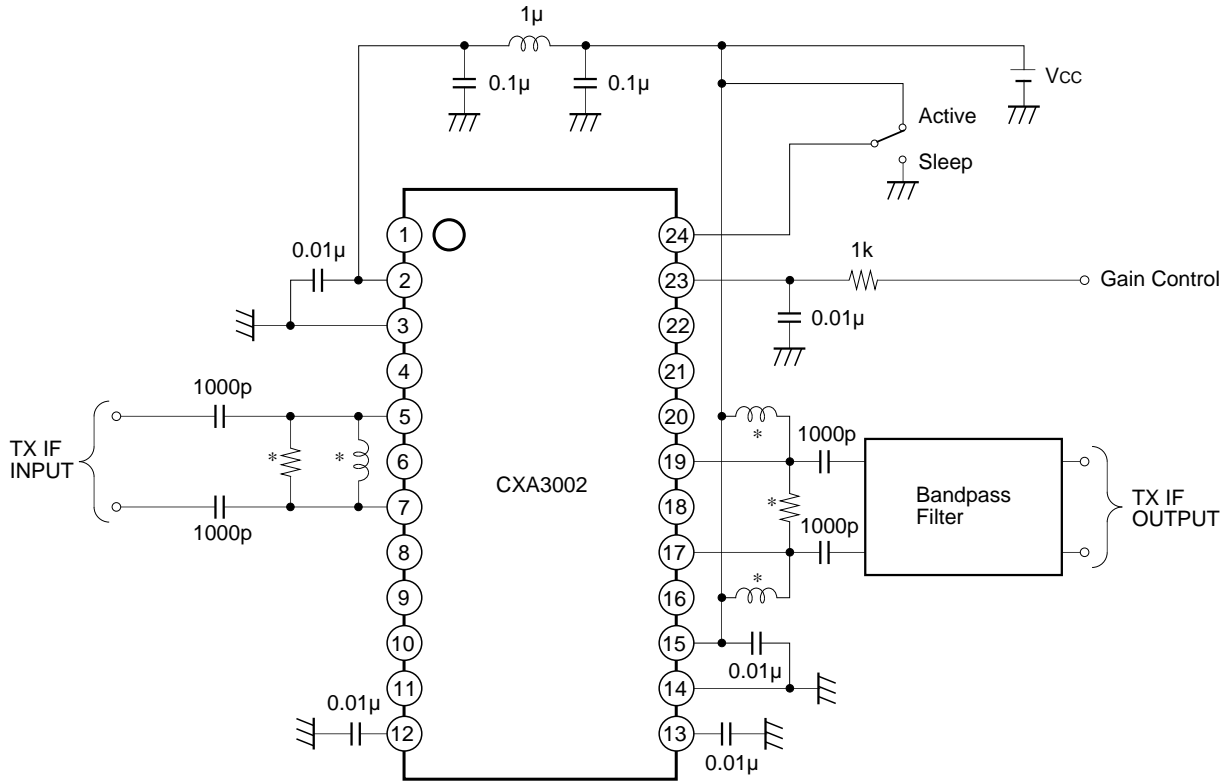 1μ
0.1μ
0.1μ
VCC
Active
Sleep
1
24
0.01μ
1k
2
23
Gain Control
3
22
0.01μ
4
21
1000p
5
20
*
1000p
TX IF
INPUT
*
*
6
19
CXA3002
Bandpass
Filter
TX IF
OUTPUT
18
*
1000p
7
1000p
8
17
*
9
16
10
15
0.01μ
11
14
0.01μ
12
13
0.01μ